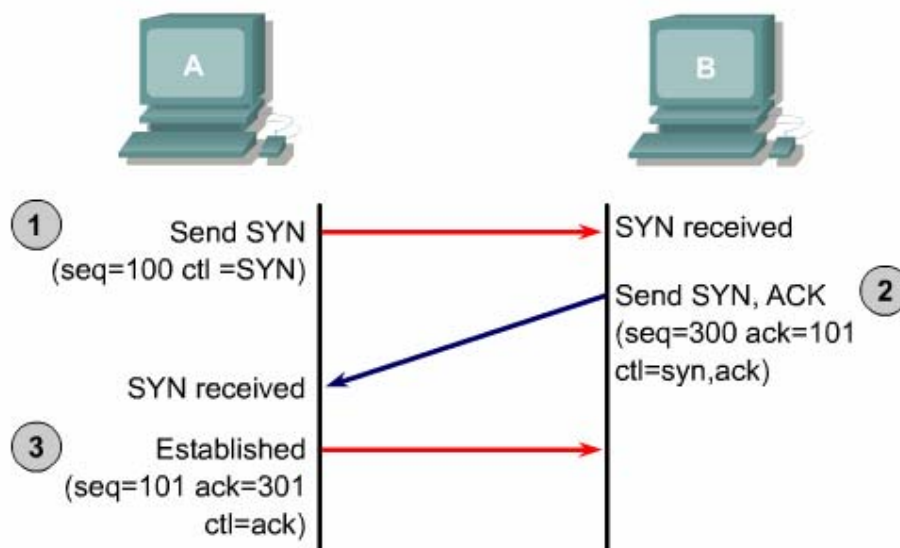 A
B
1
Send SYN
(seq=100 ctl =SYN)
SYN received
Send SYN, ACK
2
(seq=300 ack=101
ctl=syn,ack)
SYN received
3
Established
(seq=101 ack=301
ctl=ack)